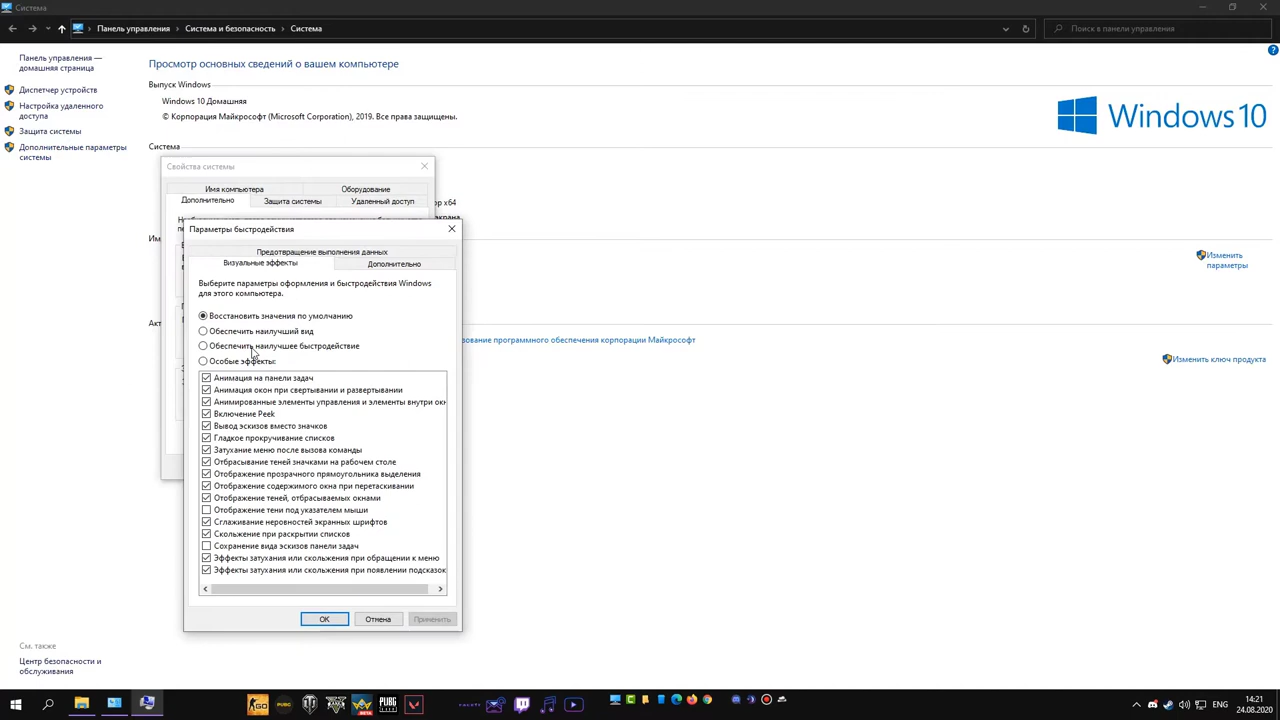 Система
Панель управления
Система и безопасность
Система
Поиск в панели управления
Панель управления —
домашняя страница
Диспетчер устройств
Настройка удаленного
доступа
Защита системы
Дополнительные параметры
системы
Просмотр основных сведений о вашем компьютере
Выпуск Windows
Windows 10 Домашняя
© Корпорация Майкрософт (Microsoft Corporation), 2019. Все права защищены.
Windows 10
Система
Свойства системы
Имя компьютера
Оборудование
Дополнительно
Защита системы
Удаленный доступ
x64
Параметры быстродействия
Предотвращение выполнения данных
Визуальные эффекты
Дополнительно
Выберите параметры оформления и быстродействия Windows
для этого компьютера.
Восстановить значения по умолчанию
Обеспечить наилучший вид
Обеспечить наилучшее быстродействие
Особые эффекты:
Анимация на панели задач
Анимация окон при свертывании и развертывании
Анимированные элементы управления и элементы внутри окн
Включение Peek
Вывод эскизов вместо значков
Гладкое прокручивание списков
Затухание меню после вызова команды
Отбрасывание теней значками на рабочем столе
Отображение прозрачного прямоугольника выделения
Отображение содержимого окна при перетаскивании
Отображение теней, отбрасываемых окнами
Отображение тени под указателем мыши
Сглаживание неровностей экранных шрифтов
Скольжение при раскрытии списков
Сохранение вида эскизов панели задач
Эффекты затухания или скольжения при обращении к меню
Эффекты затухания или скольжения при появлении подсказок
ОК
Отмена
Применить
Изменить
параметры
зование программного обеспечения корпорации Майкрософт
Изменить ключ продукта
См. также
Центр безопасности и
обслуживания
GO
PUBG
BETA
PUBG
ENG
14:21
24.08.2020